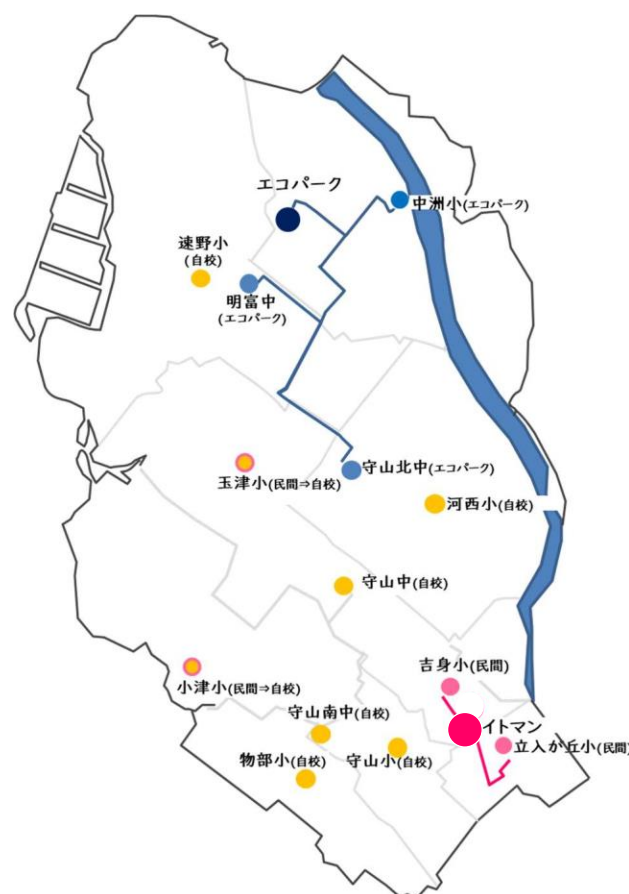 エコパーク
中洲小(エコパーク)
速野小
(自校)
明富中
(エコパーク)
守山北中(エコパーク)
玉津小(民間⇒自校)
河西小(自校)
守山中(自校)
吉身小(民間)
小津小(民間⇒自校)
守山南中(自校)
イトマン
立入が丘小(民間)
物部小(自校)
守山小(自校)